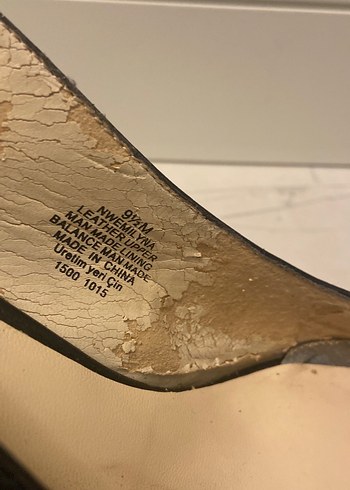 9½M
NWEMILYNA
LEATHER UPPER
MAN MADE LINING
BALANCE MAN MADE
MADE IN CHINA
Üretim yeri Çin
1500 1015